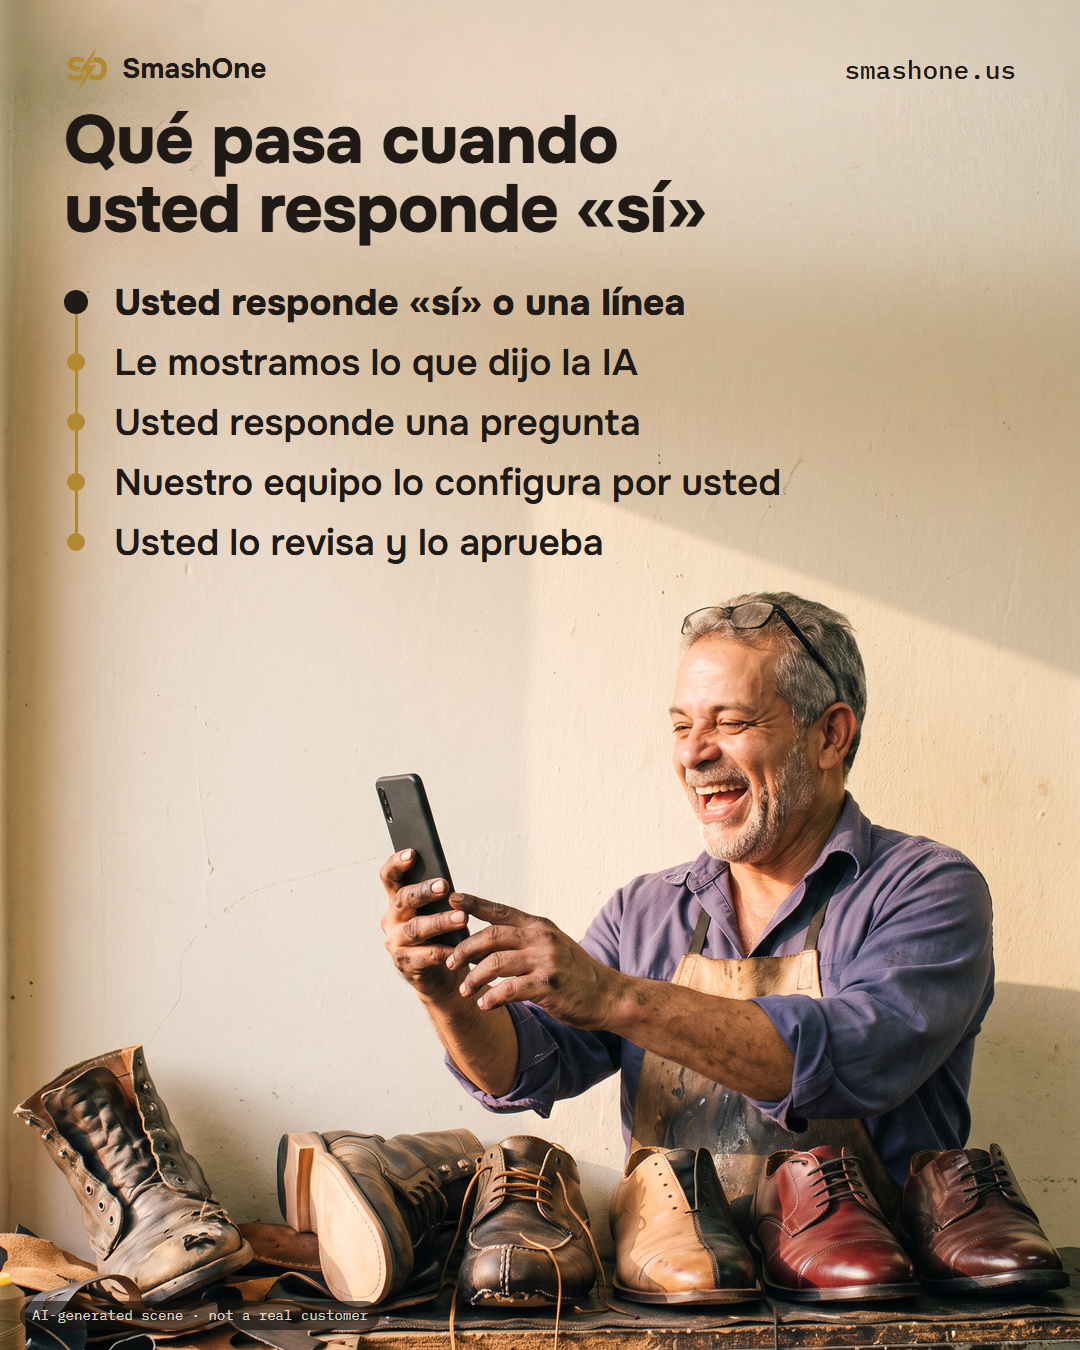 SmashOne
smashone.us
Qué pasa cuando
usted responde «sí»
Usted responde «sí» o una línea
Le mostramos lo que dijo la IA
Usted responde una pregunta
Nuestro equipo lo configura por usted
Usted lo revisa y lo aprueba
AI-generated scene · not a real customer